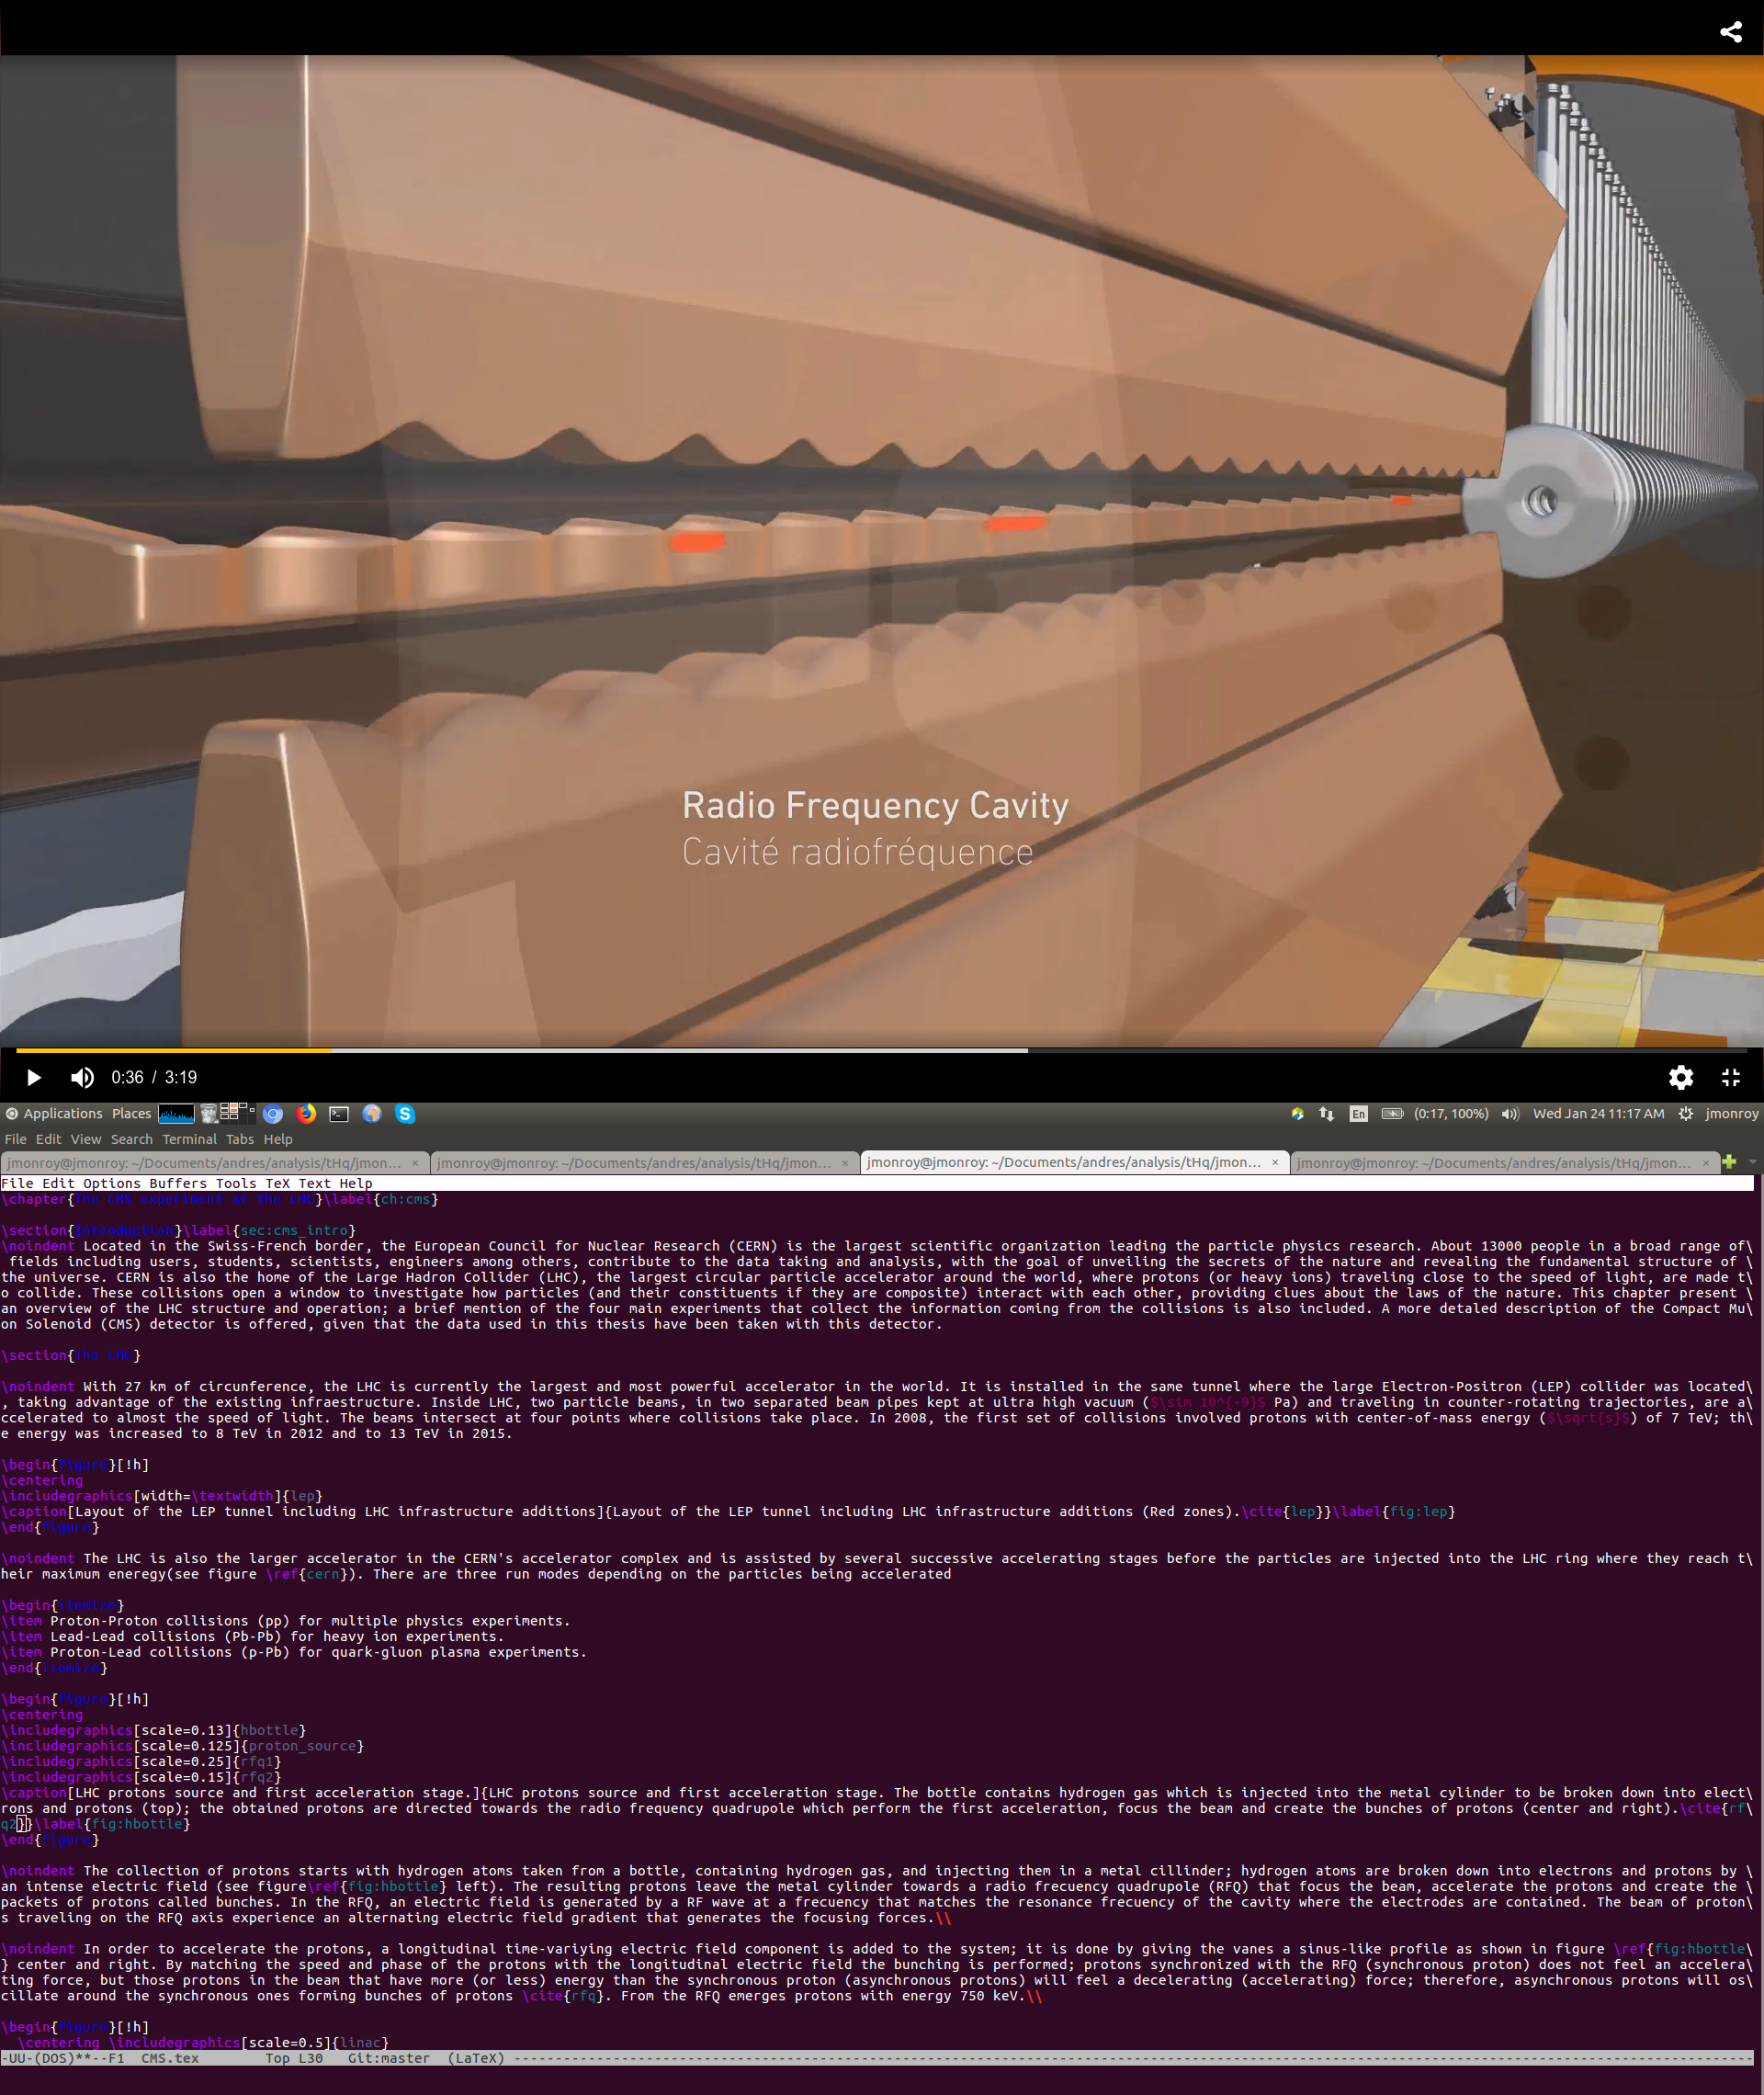 Radio Frequency Cavity
Cavité radiofréquence
0:36 / 3:19
Applications Places En (0:17, 100%) Wed Jan 24 11:17 AM jmonroy
File Edit View Search Terminal Tabs Help
jmonroy@jmonroy: ~/Documents/andres/analysis/tHq/jmon... × jmonroy@jmonroy: ~/Documents/andres/analysis/tHq/jmon... × jmonroy@jmonroy: ~/Documents/andres/analysis/tHq/jmon... × jmonroy@jmonroy: ~/Documents/andres/analysis/tHq/jmon... ×
File Edit Options Buffers Tools TeX Text Help
\chapter{The CMS experiment at the LHC}\label{ch:cms}
\section{Introduction}\label{sec:cms_intro}
\noindent Located in the Swiss-French border, the European Council for Nuclear Research (CERN) is the largest scientific organization leading the particle physics research. About 13000 people in a broad range of\
fields including users, students, scientists, engineers among others, contribute to the data taking and analysis, with the goal of unveiling the secrets of the nature and revealing the fundamental structure of \
the universe. CERN is also the home of the Large Hadron Collider (LHC), the largest circular particle accelerator around the world, where protons (or heavy ions) traveling close to the speed of light, are made t\
o collide. These collisions open a window to investigate how particles (and their constituents if they are composite) interact with each other, providing clues about the laws of the nature. This chapter present \
an overview of the LHC structure and operation; a brief mention of the four main experiments that collect the information coming from the collisions is also included. A more detaled description of the Compact Mu\
on Solenoid (CMS) detector is offered, given that the data used in this thesis have been taken with this detector.
\section{The LHC}
\noindent With 27 km of circunference, the LHC is currently the largest and most powerful accelerator in the world. It is installed in the same tunnel where the large Electron-Positron (LEP) collider was located\
, taking advantage of the existing infraestructure. Inside LHC, two particle beams, in two separated beam pipes kept at ultra high vacuum ($\sim 10^{-9}$ Pa) and traveling in counter-rotating trajectories, are a\
ccelerated to almost the speed of light. The beams intersect at four points where collisions take place. In 2008, the first set of collisions involved protons with center-of-mass energy ($\sqrt{s}$) of 7 TeV; th\
e energy was increased to 8 TeV in 2012 and to 13 TeV in 2015.
\begin{figure}[!h]
\centering
\includegraphics[width=\textwidth]{lep}
\caption[Layout of the LEP tunnel including LHC infrastructure additions]{Layout of the LEP tunnel including LHC infrastructure additions (Red zones).\cite{lep}}\label{fig:lep}
\end{figure}
\noindent The LHC is also the larger accelerator in the CERN's accelerator complex and is assisted by several successive accelerating stages before the particles are injected into the LHC ring where they reach t\
heir maximum eneregy(see figure \ref{cern}). There are three run modes depending on the particles being accelerated
\begin{itemize}
\item Proton-Proton collisions (pp) for multiple physics experiments.
\item Lead-Lead collisions (Pb-Pb) for heavy ion experiments.
\item Proton-Lead collisions (p-Pb) for quark-gluon plasma experiments.
\end{itemize}
\begin{figure}[!h]
\centering
\includegraphics[scale=0.13]{hbottle}
\includegraphics[scale=0.125]{proton_source}
\includegraphics[scale=0.25]{rfq1}
\includegraphics[scale=0.15]{rfq2}
\caption[LHC protons source and first acceleration stage.]{LHC protons source and first acceleration stage. The bottle contains hydrogen gas which is injected into the metal cylinder to be broken down into elect\
rons and protons (top); the obtained protons are directed towards the radio frequency quadrupole which perform the first acceleration, focus the beam and create the bunches of protons (center and right).\cite{rf\
q2}}\label{fig:hbottle}
\end{figure}
\noindent The collection of protons starts with hydrogen atoms taken from a bottle, containing hydrogen gas, and injecting them in a metal cillinder; hydrogen atoms are broken down into electrons and protons by \
an intense electric field (see figure\ref{fig:hbottle} left). The resulting protons leave the metal cylinder towards a radio frecuency quadrupole (RFQ) that focus the beam, accelerate the protons and create the \
packets of protons called bunches. In the RFQ, an electric field is generated by a RF wave at a frecuency that matches the resonance frecuency of the cavity where the electrodes are contained. The beam of proton\
s traveling on the RFQ axis experience an alternating electric field gradient that generates the focusing forces.\\
\noindent In order to accelerate the protons, a longitudinal time-variying electric field component is added to the system; it is done by giving the vanes a sinus-like profile as shown in figure \ref{fig:hbottle\
} center and right. By matching the speed and phase of the protons with the longitudinal electric field the bunching is performed; protons synchronized with the RFQ (synchronous proton) does not feel an accelera\
ting force, but those protons in the beam that have more (or less) energy than the synchronous proton (asynchronous protons) will feel a decelerating (accelerating) force; therefore, asynchronous protons will os\
cillate around the synchronous ones forming bunches of protons \cite{rfq}. From the RFQ emerges protons with energy 750 keV.\\
\begin{figure}[!h]
\centering \includegraphics[scale=0.5]{linac}
-UU-(DOS)**--F1 CMS.tex Top L30 Git:master (LaTeX) ----------